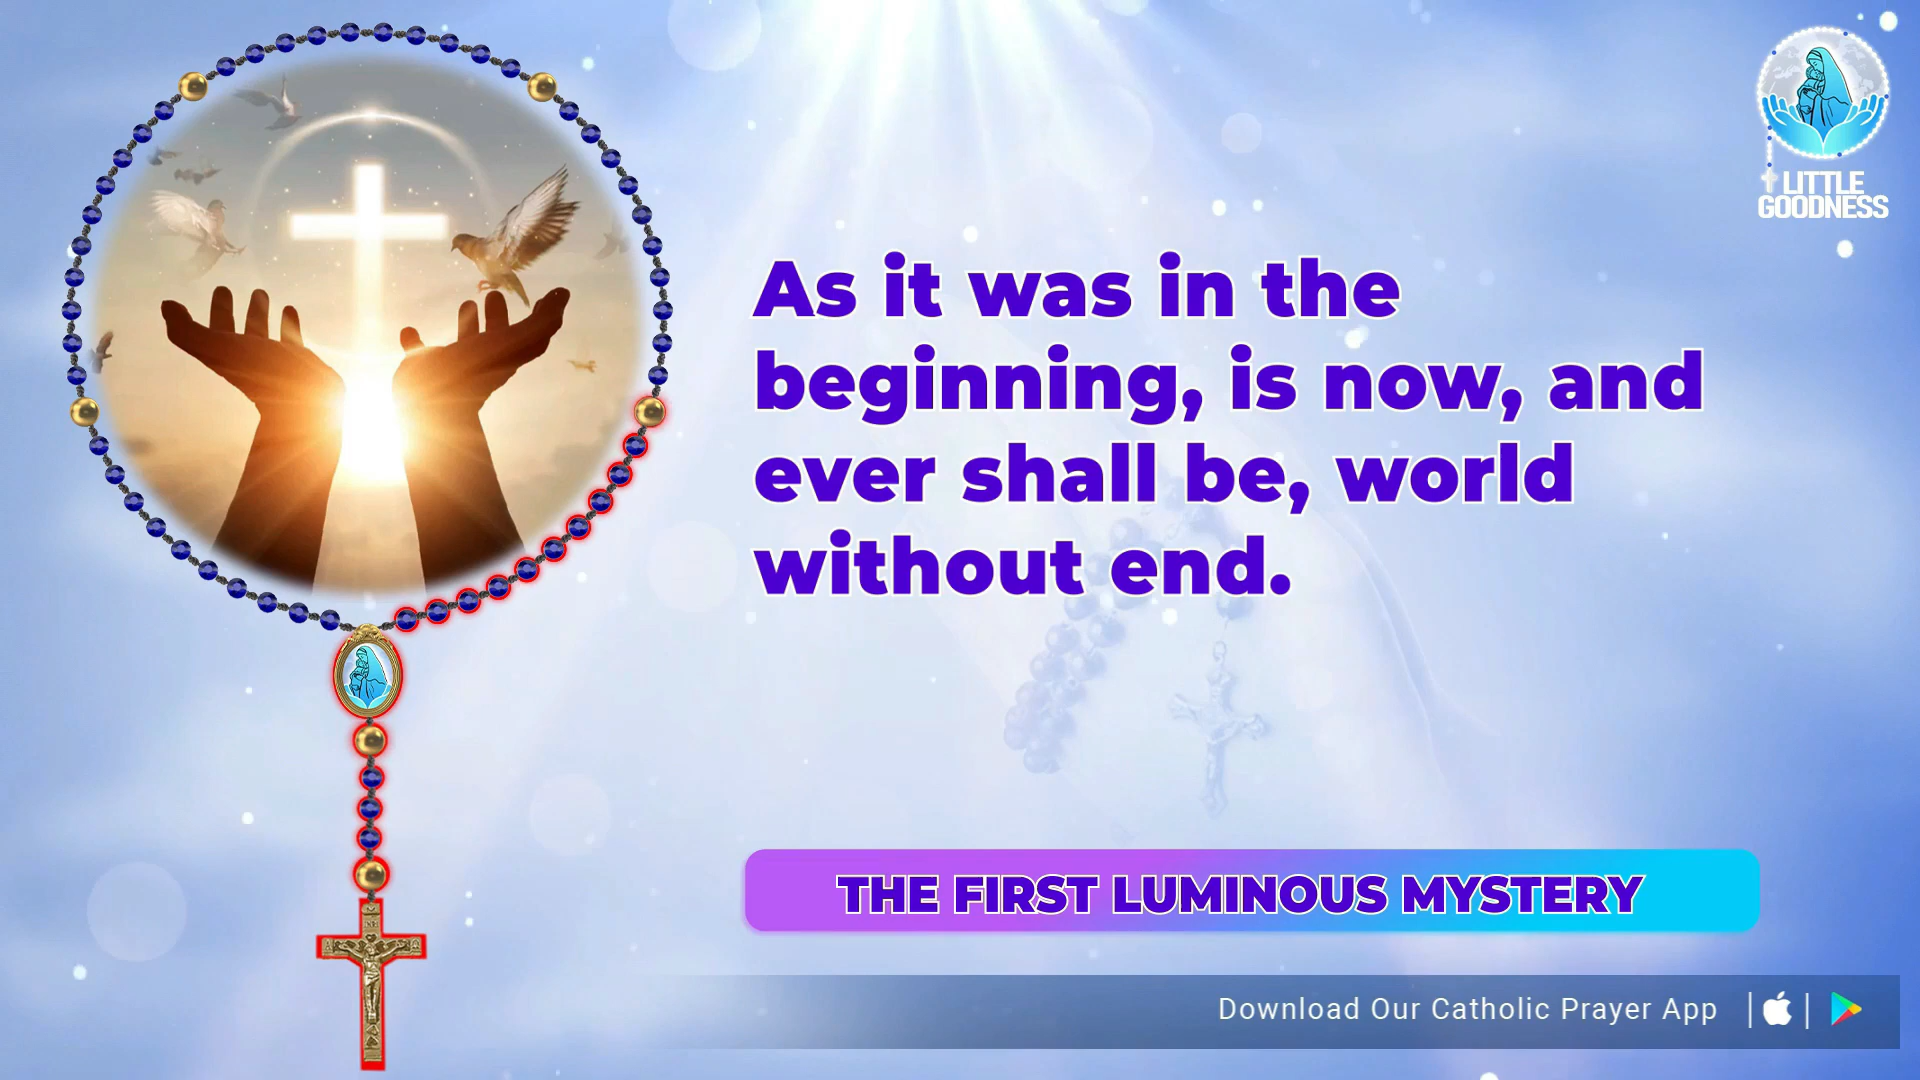 LITTLE
GOODNESS
As it was in the
beginning, is now, and
ever shall be, world
without end.
THE FIRST LUMINOUS MYSTERY
Download Our Catholic Prayer App